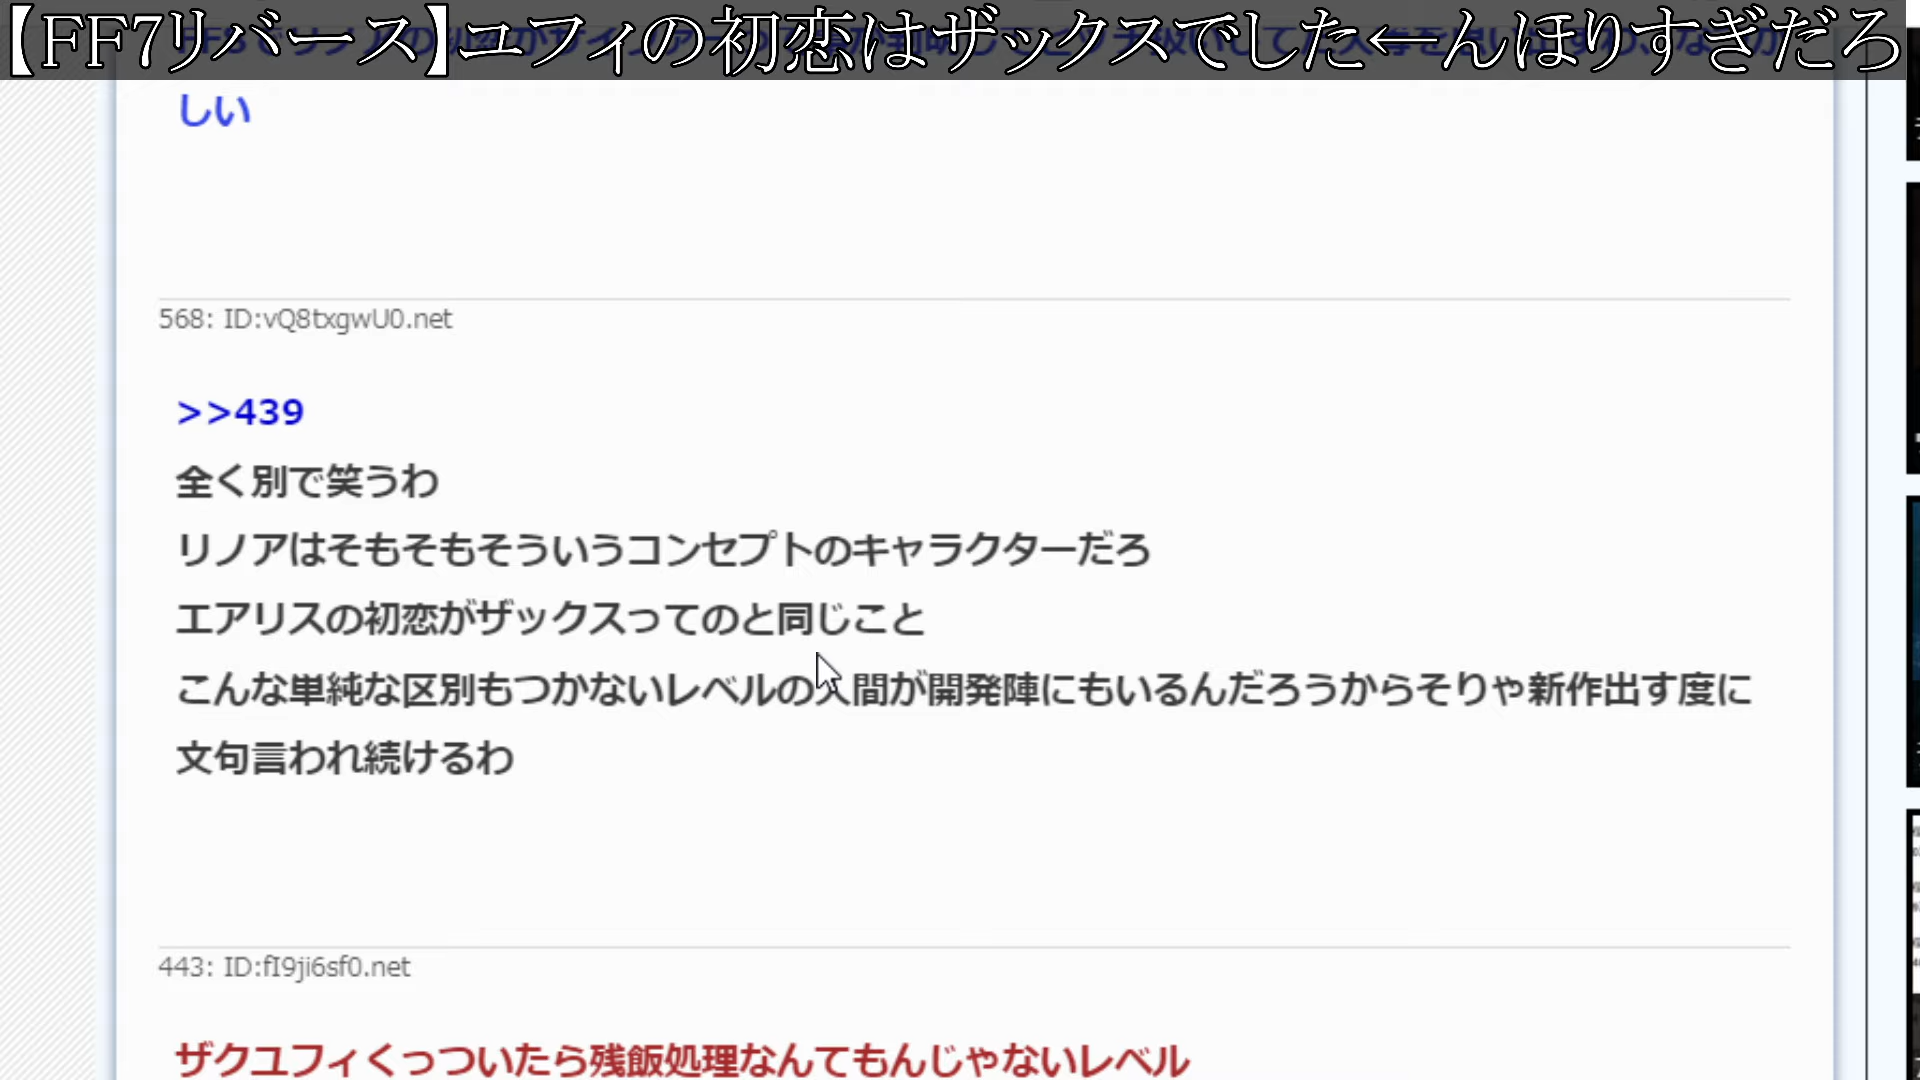 【FF7リバース】ユフィの初恋はザックスでした←んほりすぎだろ
しい
568: ID:vQ8txgwU0.net
>>439
全く別で笑うわ
リノアはそもそもそういうコンセプトのキャラクターだろ
エアリスの初恋がザックスってのと同じこと
こんな単純な区別もつかないレベルの人間が開発陣にもいるんだろうからそりゃ新作出す度に
文句言われ続けるわ
443: ID:fI9ji6sf0.net
ザクユフィくっついたら残飯処理なんてもんじゃないレベル